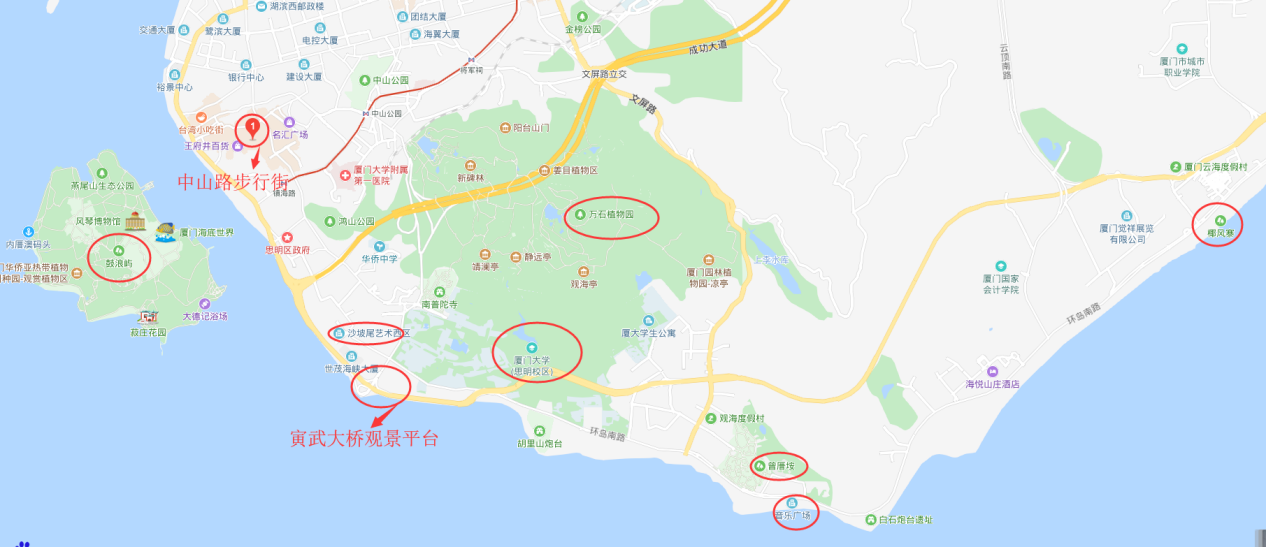 湖滨西邮政楼
团结大厦
鹭滨大厦
金榜公园
交通大厦
电控大厦
海翼大厦
成功大道
云顶南路
厦门市城市
职业学院
银行中心
建设大厦
将军祠
文屏路立交
裕景中心
中山公园
文屏路
中山公园
台湾小吃街
1
名汇广场
阳台山门
王府井百货
中山路步行街
镇海路
厦门大学附属
第一医院
新碑林
姜目植物区
厦门云海度假村
燕尾山生态公园
风琴博物馆
厦门海底世界
鸿山公园
万石植物园
厦门觉祥展览
有限公司
椰风寨
内厝澳码头
思明区政府
鼓浪屿
门华侨亚热带植物
引种园-观赏植物区
华侨中学
靖澜亭
静远亭
上李水库
观海亭
厦门园林植
物园-凉亭
厦门国家
会计学院
南普陀寺
菽庄花园
大德记浴场
沙坡尾艺术西区
厦大学生公寓
环岛南路
世茂海峡大厦
厦门大学
(思明校区)
海悦山庄酒店
寅武大桥观景平台
胡里山炮台
环岛南路
观海度假村
曾厝垵
音乐广场
白石炮台遗址